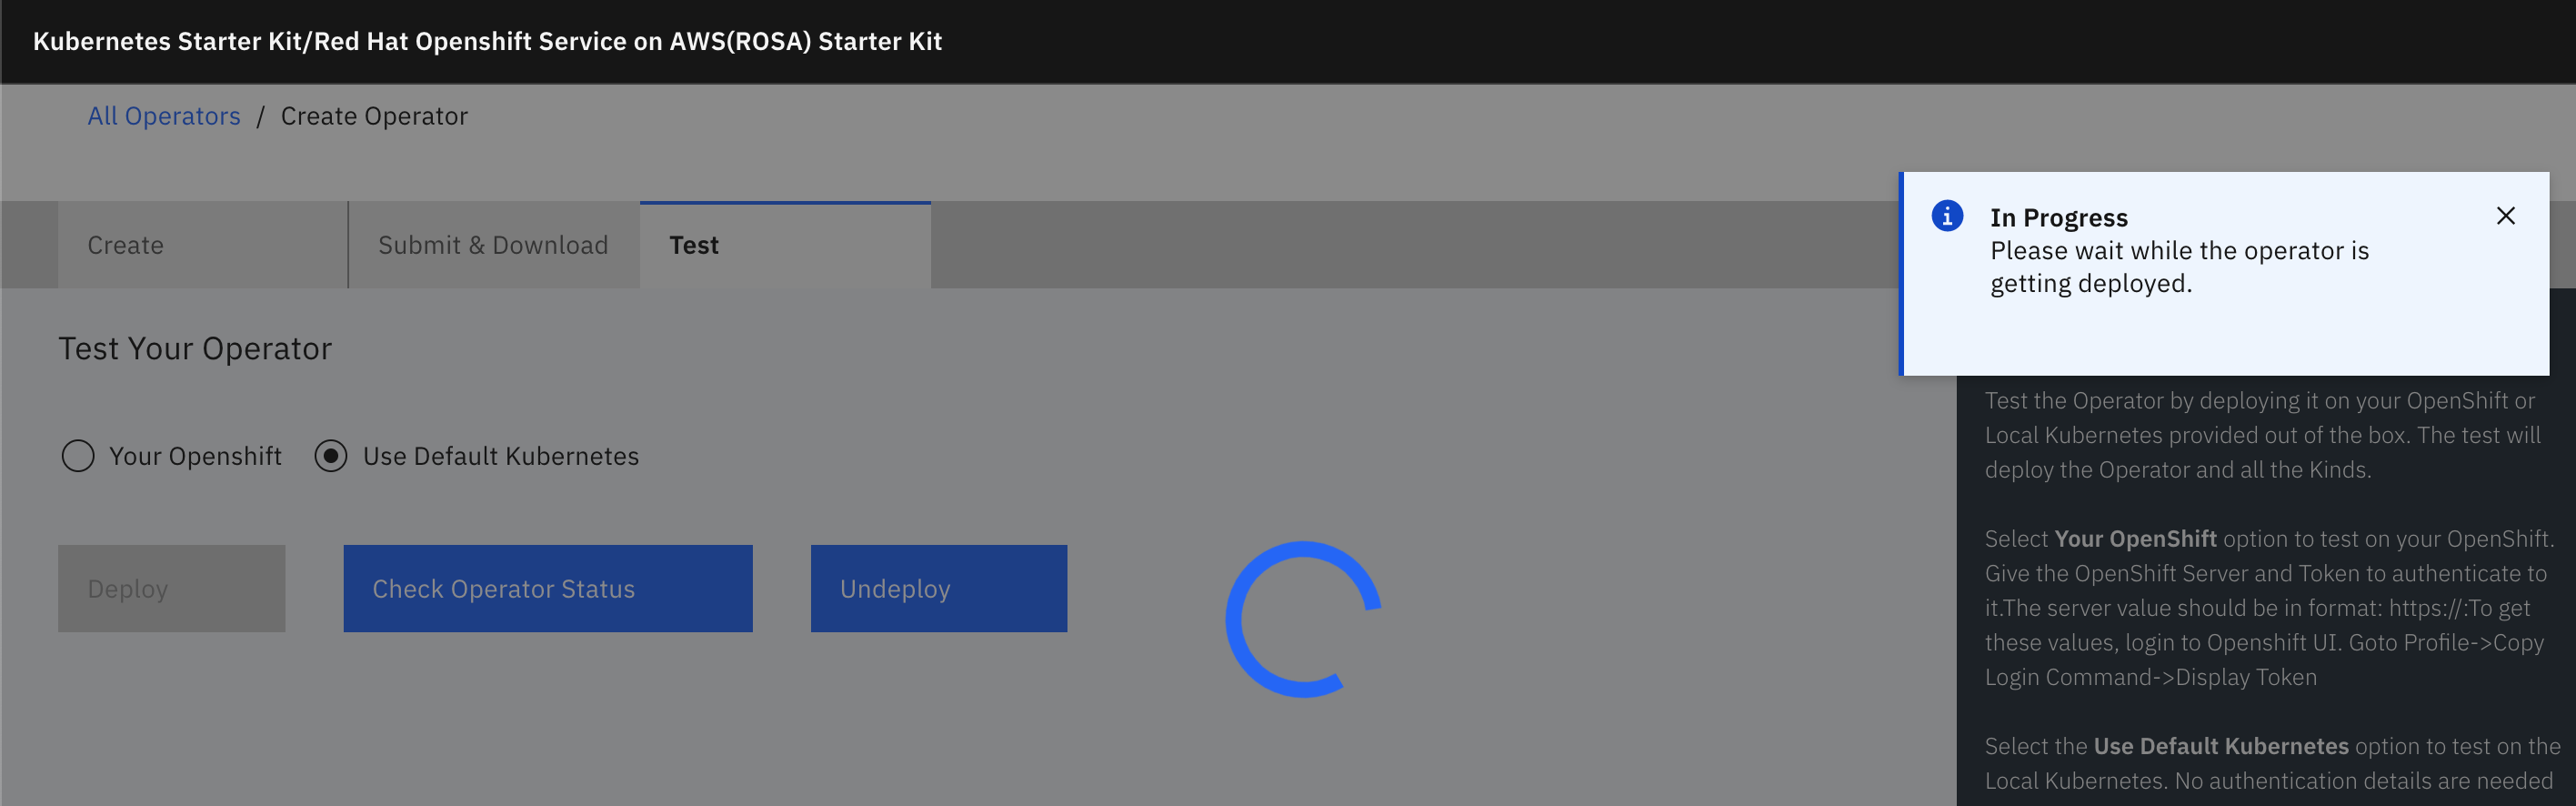 Kubernetes Starter Kit/Red Hat Openshift Service on AWS(ROSA) Starter Kit
All Operators / Create Operator
Create
Submit & Download
Test
In Progress
Please wait while the operator is
getting deployed.
Test Your Operator
Your Openshift
Use Default Kubernetes
Deploy
Check Operator Status
Undeploy
Test the Operator by deploying it on your OpenShift or
Local Kubernetes provided out of the box. The test will
deploy the Operator and all the Kinds.
Select Your OpenShift option to test on your OpenShift.
Give the OpenShift Server and Token to authenticate to
it.The server value should be in format: https://:To get
these values, login to Openshift UI. Goto Profile->Copy
Login Command->Display Token
Select the Use Default Kubernetes option to test on the
Local Kubernetes. No authentication details are needed